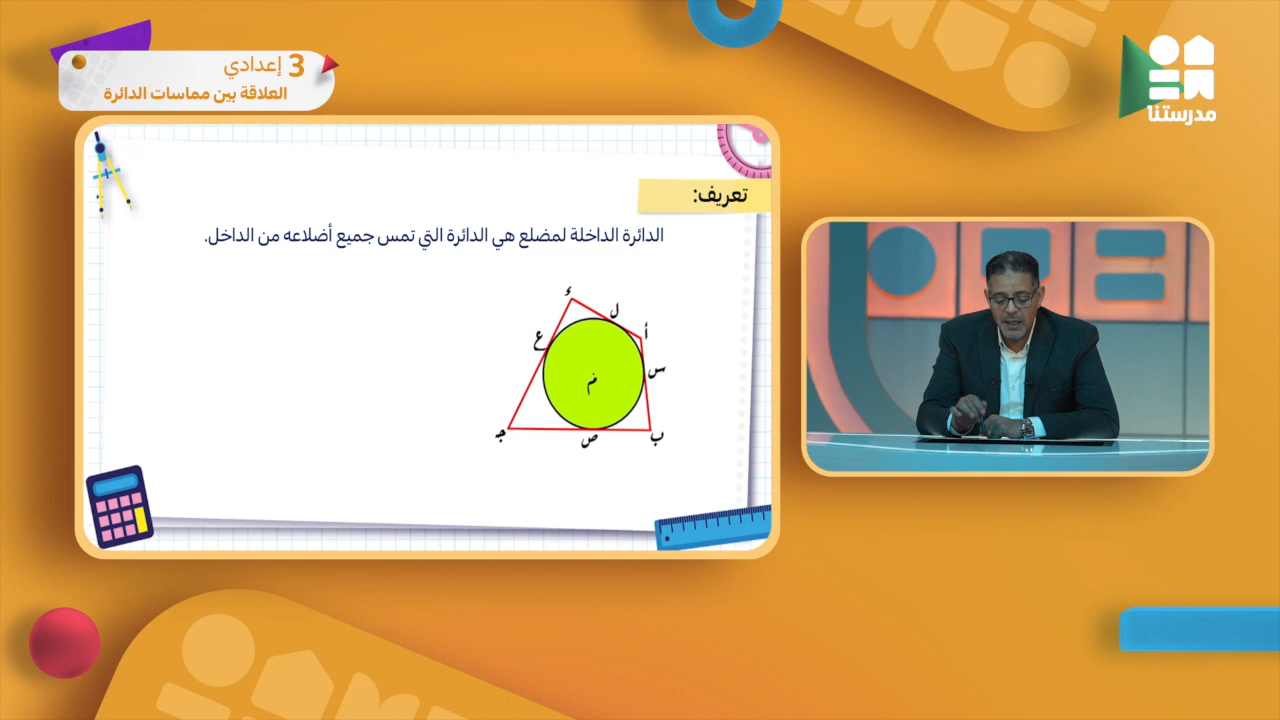 3 إعدادي
العلاقة بين مماسات الدائرة
مدرستنا
تعريف:
الدائرة الداخلة لمضلع هي الدائرة التي تمس جميع أضلاعه من الداخل.
ء
ل
أ
ع
س
م
جـ
ص
ب